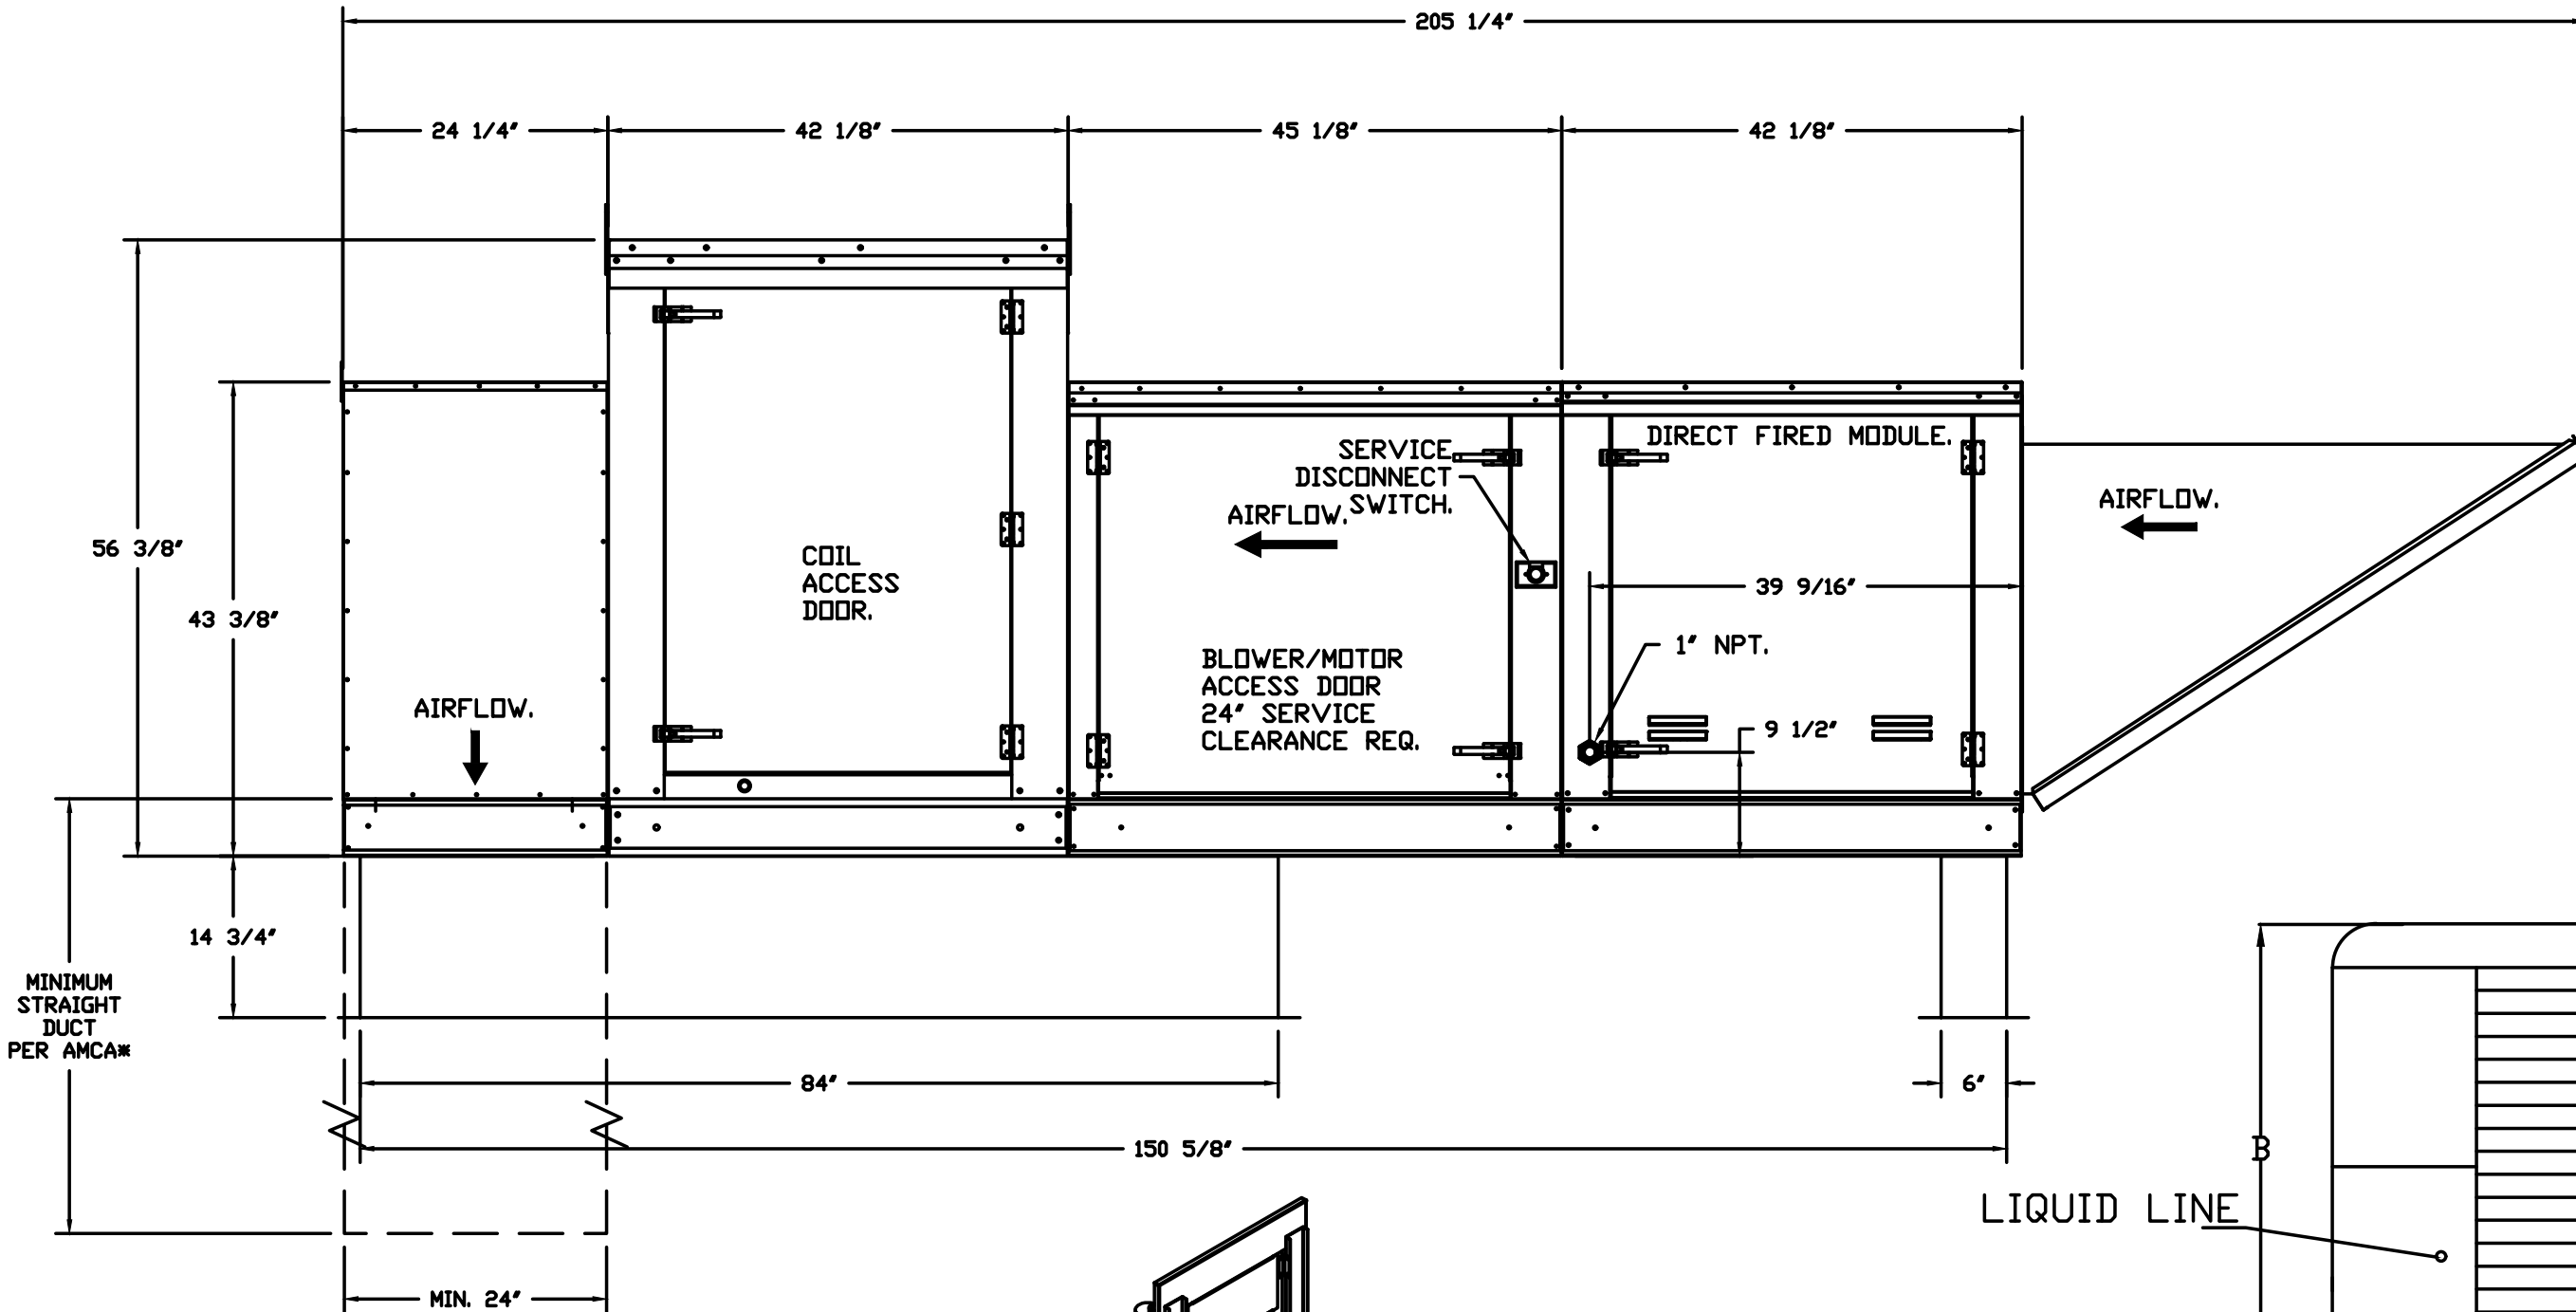 205 1/4"
24 1/4"
42 1/8"
45 1/8"
42 1/8"
DIRECT FIRED MODULE.
SERVICE
DISCONNECT
SWITCH.
AIRFLOW.
AIRFLOW.
56 3/8"
COIL
ACCESS
DOOR.
39 9/16"
43 3/8"
1" NPT.
BLOWER/MOTOR
ACCESS DOOR
24" SERVICE
CLEARANCE REQ.
AIRFLOW.
9 1/2"
14 3/4"
MINIMUM
STRAIGHT
DUCT
PER AMCA*
84"
6"
150 5/8"
B
LIQUID LINE
MIN. 24"